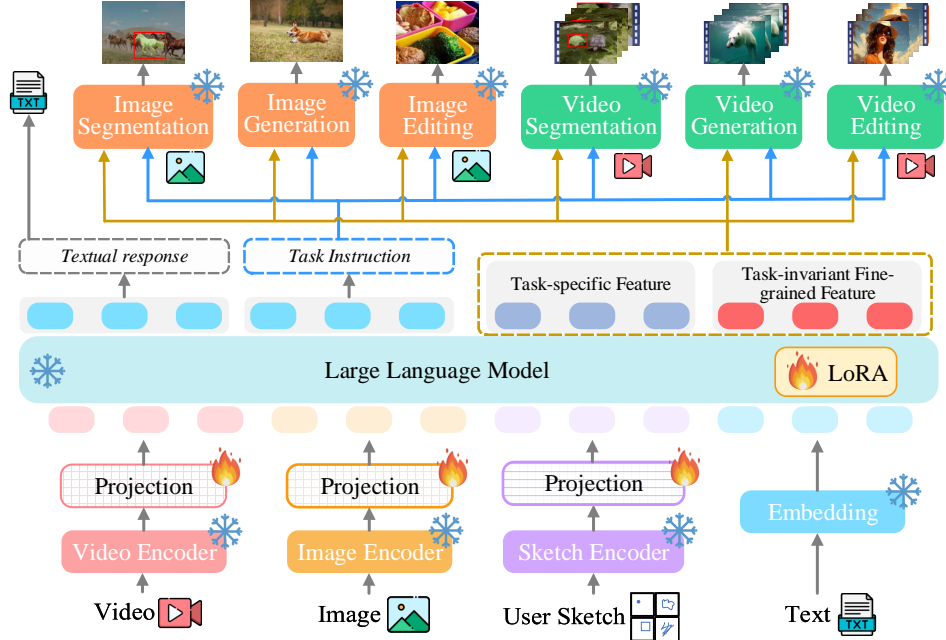 TXT
Image
Segmentation
Image
Generation
Image
Editing
Video
Segmentation
Video
Generation
Video
Editing
Textual response
Task Instruction
Task-specific Feature
Task-invariant Fine-
grained Feature
Large Language Model
LoRA
Projection
Projection
Projection
Embedding
Video Encoder
Image Encoder
Sketch Encoder
Video
Image
User Sketch
Text
TXT